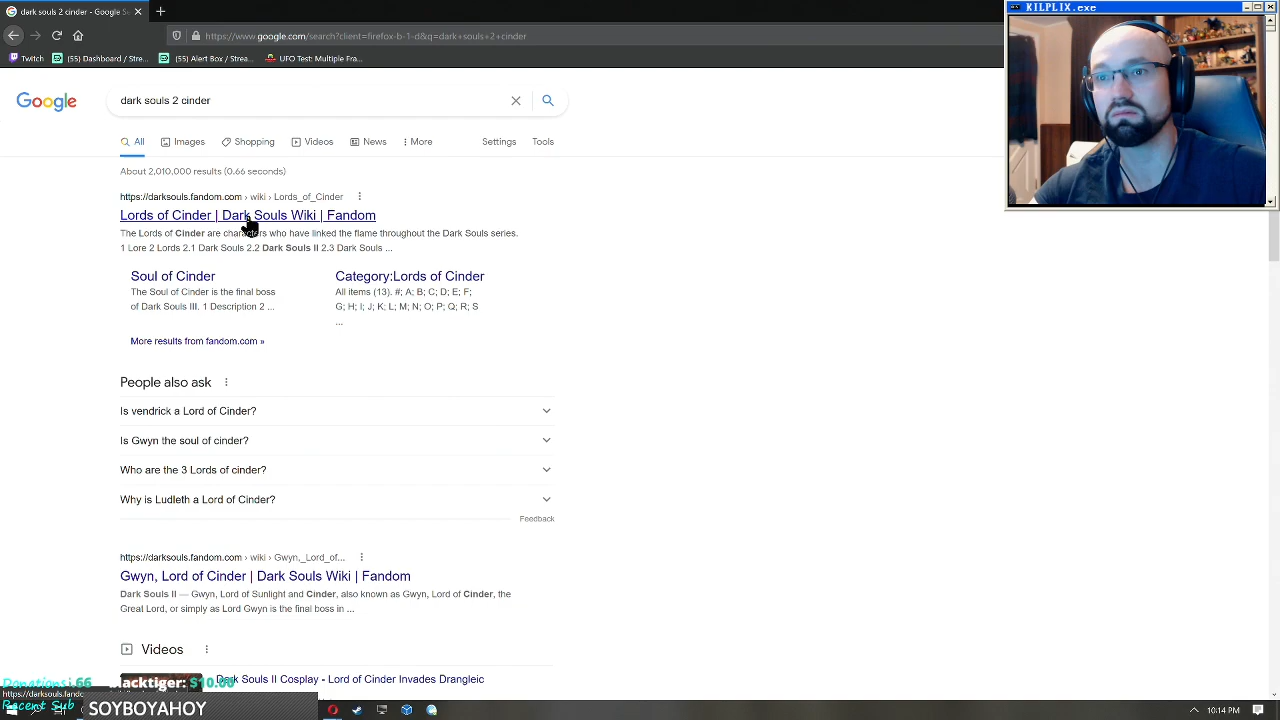 dark souls 2 cinder - Google Se
KILPLIX.exe
https://www.google.com/search?client=firefox-b-1-d&q=dark+souls+2+cinder
Twitch
(55) Dashboard / Stre...
(55) Alert Box / Strea...
UFO Test: Multiple Fra...
Google
dark souls 2 cinder
All
Images
Shopping
Videos
News
More
Settings
Tools
About 2,010,000 results (0.66 seconds)
https://darksouls.fandom.com › wiki › Lords_of_Cinder
Lords of Cinder | Dark Souls Wiki | Fandom
The Lords of Cinder are characters who have linked the flame throughout the Dark Souls series.
1 Lore 2 Lords 2.1 Dark Souls 2.2 Dark Souls II 2.3 Dark Souls ...
Soul of Cinder
The Soul of Cinder is the final boss
of Dark Souls III. 1 Description 2 ...
Category:Lords of Cinder
All items (13). #; A; B; C; D; E; F;
G; H; I; J; K; L; M; N; O; P; Q; R; S
...
More results from fandom.com »
People also ask
Is vendrick a Lord of Cinder?
Is Gwyn the soul of cinder?
Who are the 3 Lords of cinder?
Why is Ludleth a Lord of Cinder?
Feedback
https://darksouls.fandom.com › wiki › Gwyn,_Lord_of...
Gwyn, Lord of Cinder | Dark Souls Wiki | Fandom
Dark Souls II — Gwyn, Lord of Sunlight and Cinder, also known as Gwyn, Lord of Cinder, the
Great Lord, or simply as Lord Gwyn is the final boss in ...
Videos
Dark Souls II Cosplay - Lord of Cinder Invades Drangleic
Donations: .66
acktiger: $10.00
https://darksouls.fando
Recent Sub
SOYBOYAHOY
10:14 PM